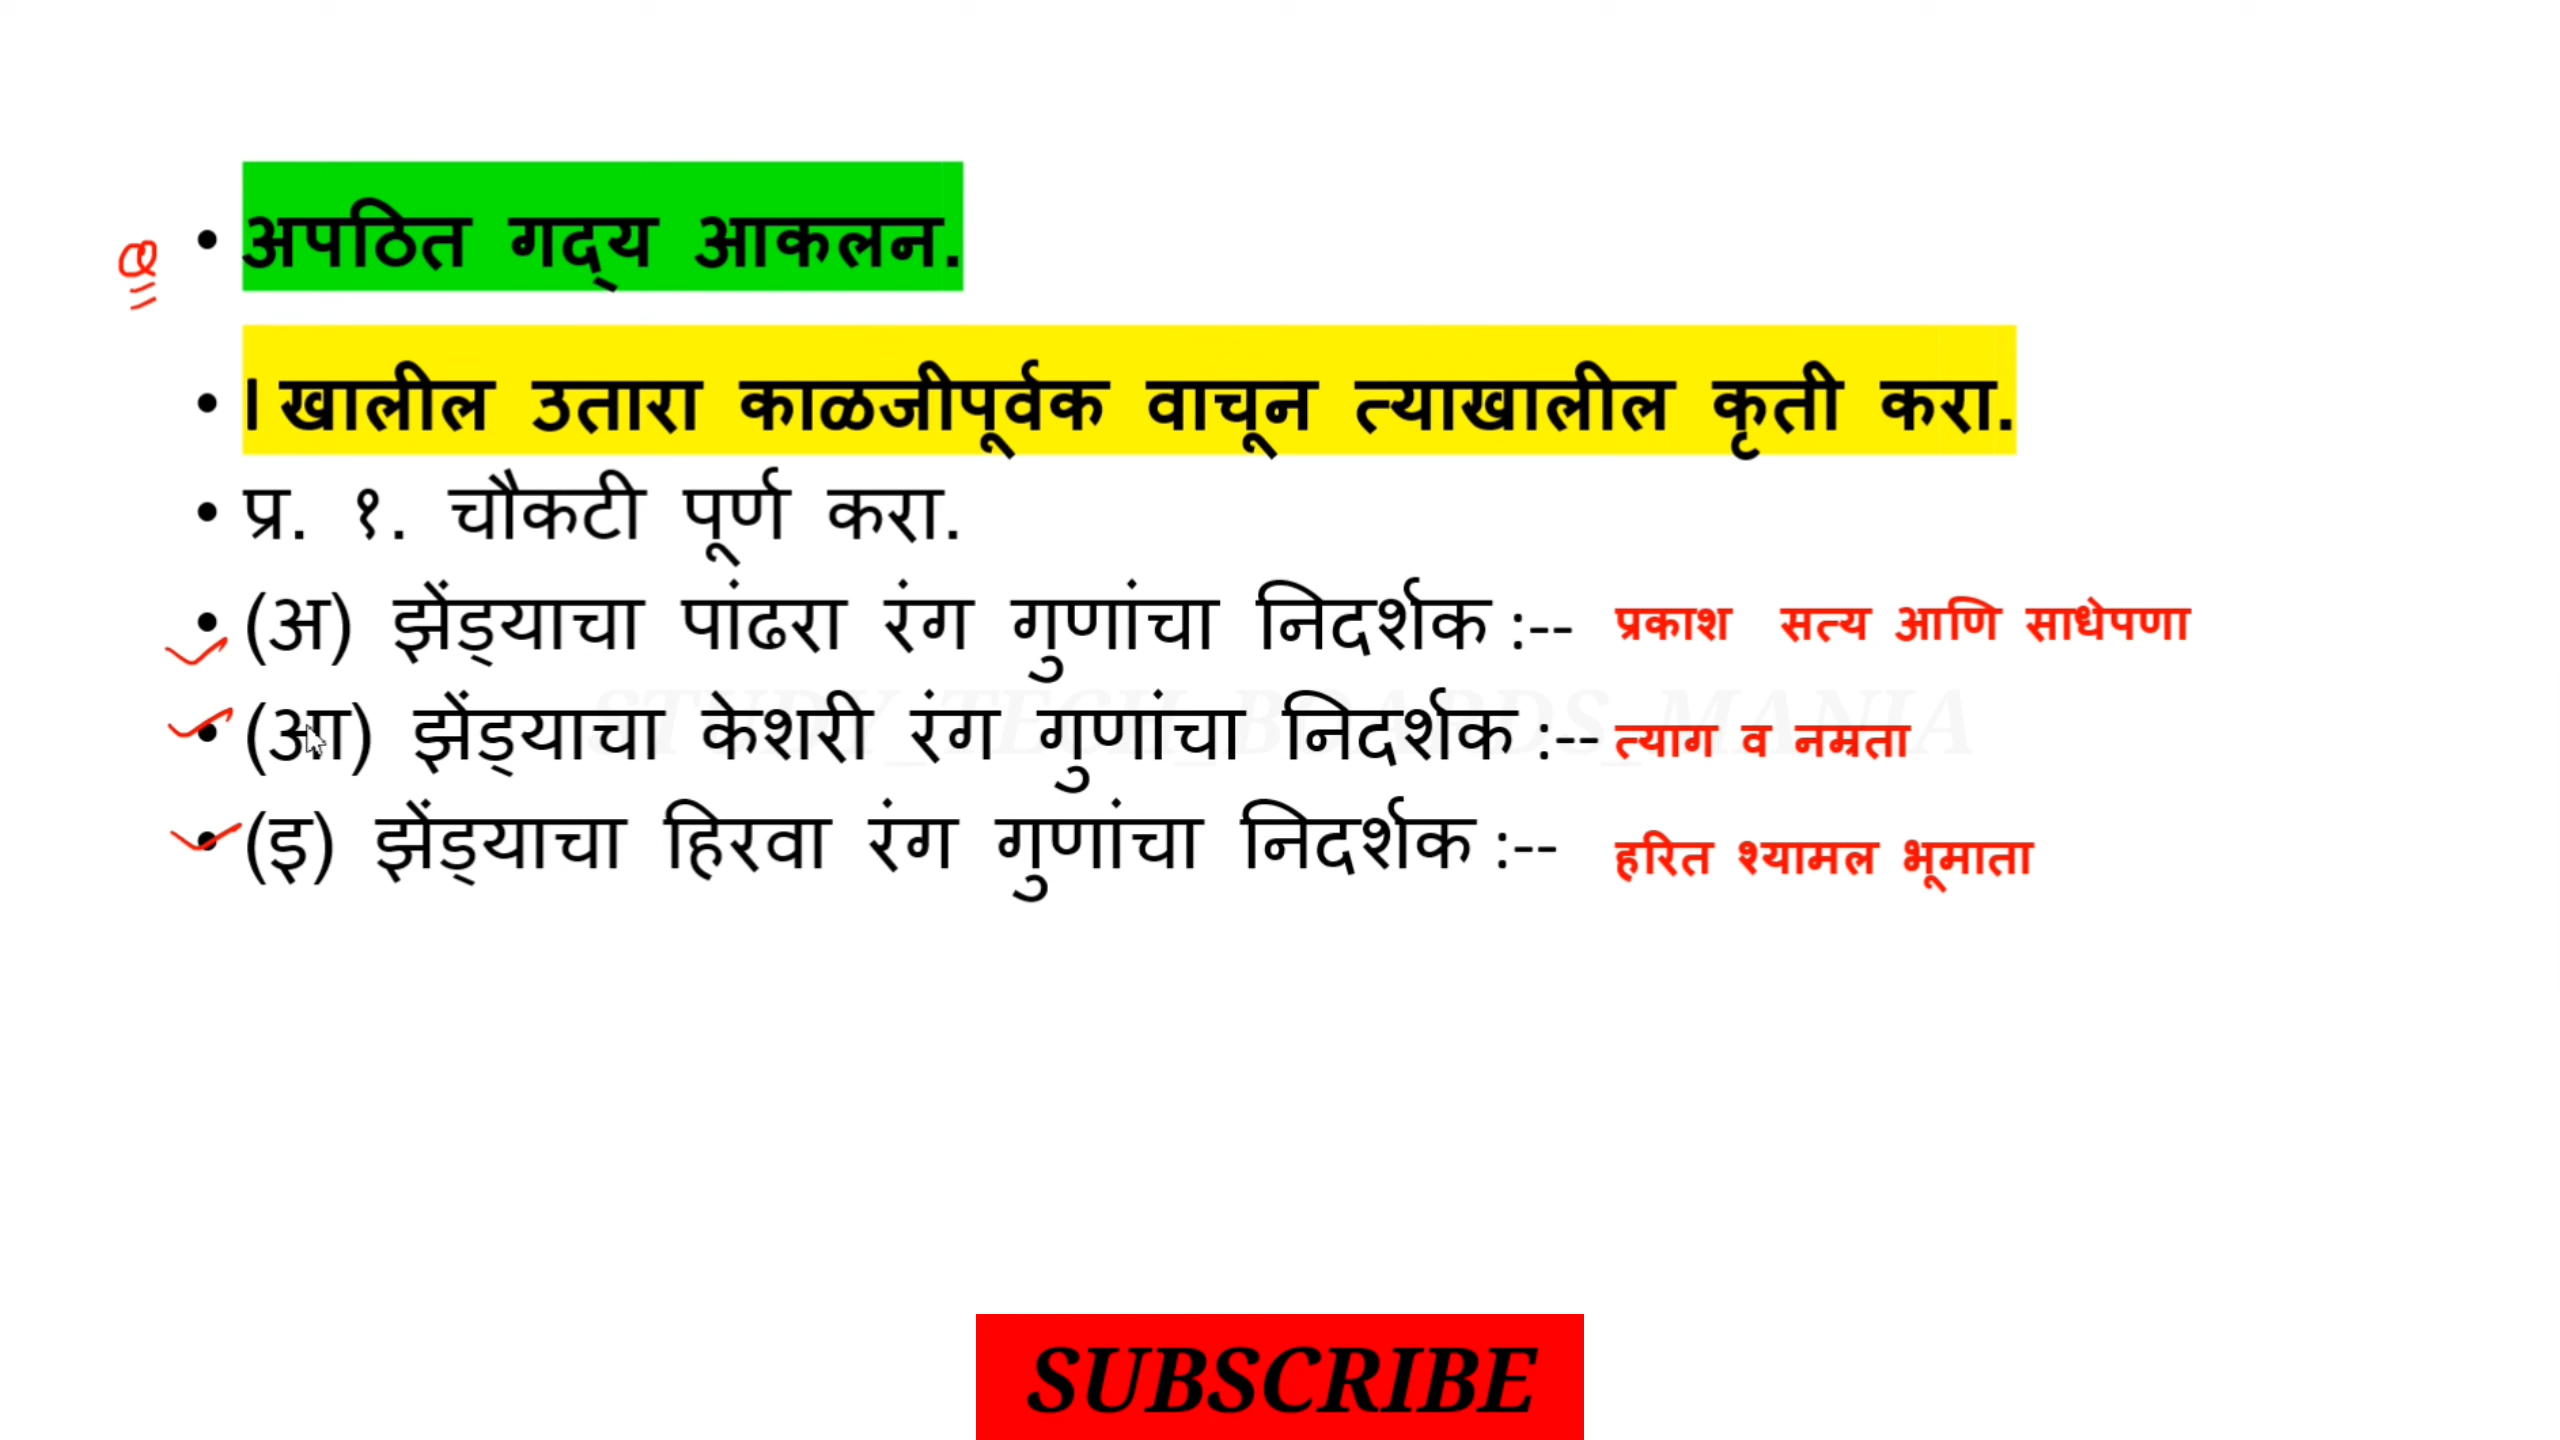 • अपठित गद्‌य आकलन.
• I खालील उतारा काळजीपूर्वक वाचून त्याखालील कृती करा.
• प्र. १. चौकटी पूर्ण करा.
• (अ) झेंड्याचा पांढरा रंग गुणांचा निदर्शक :-- प्रकाश सत्य आणि साधेपणा
• (आ) झेंड्याचा केशरी रंग गुणांचा निदर्शक :-- त्याग व नम्रता
STUDY_TECH_BOARDS_MANIA
• (इ) झेंड्याचा हिरवा रंग गुणांचा निदर्शक :-- हरित श्यामल भूमाता
SUBSCRIBE